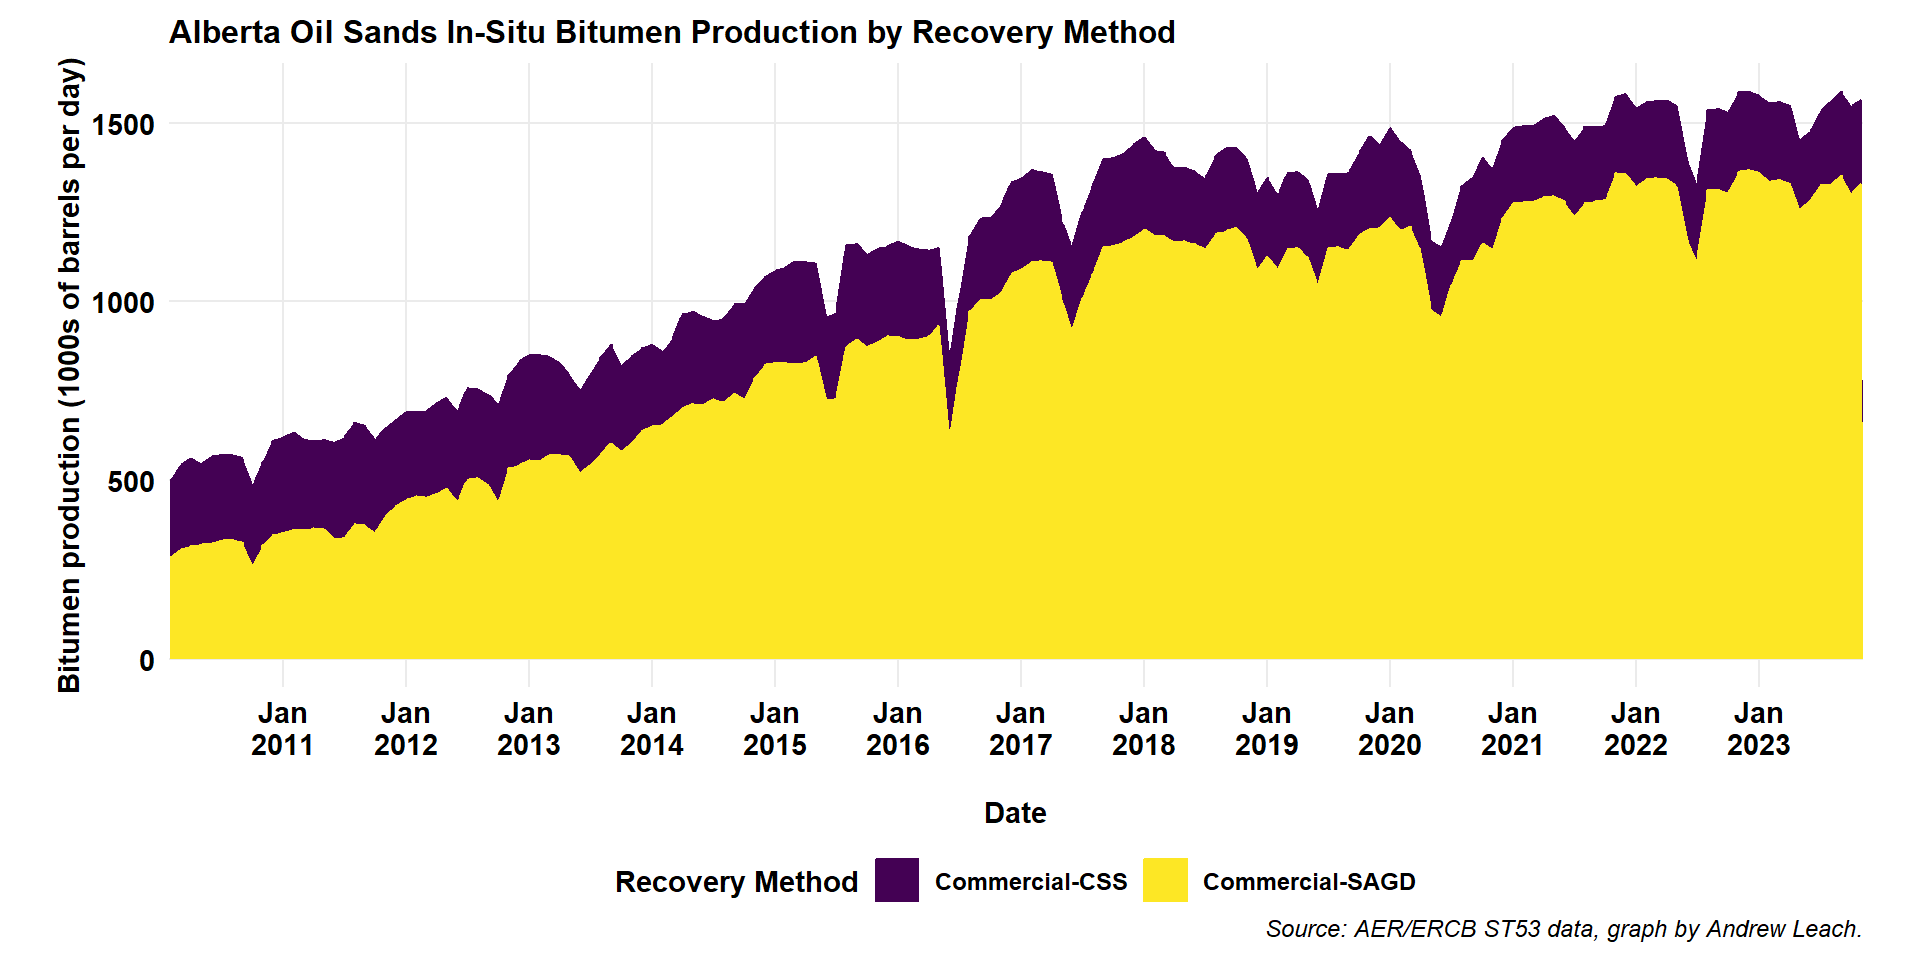 Alberta Oil Sands In-Situ Bitumen Production by Recovery Method
Bitumen production (1000s of barrels per day)
1500
1000
500
0
Jan 2011
Jan 2012
Jan 2013
Jan 2014
Jan 2015
Jan 2016
Jan 2017
Jan 2018
Jan 2019
Jan 2020
Jan 2021
Jan 2022
Jan 2023
Date
Recovery Method Commercial-CSS Commercial-SAGD
Source: AER/ERCB ST53 data, graph by Andrew Leach.